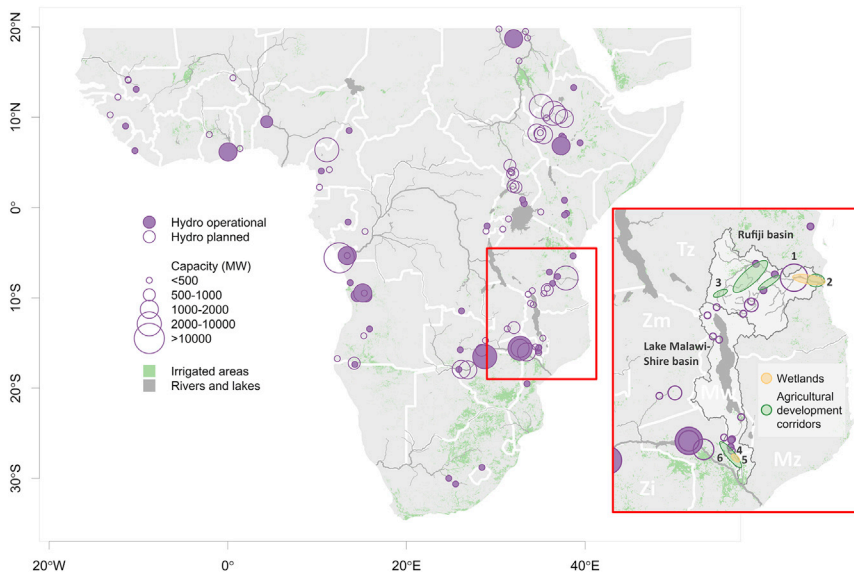 20°N
10°N
0°
10°S
20°S
30°S
20°W
0°
20°E
40°E
Hydro operational
Hydro planned
Capacity (MW)
<500
500-1000
1000-2000
2000-10000
>10000
Irrigated areas
Rivers and lakes
Rufiji basin
Tz
1
2
3
Zm
Lake Malawi-
Shire basin
Mw
Wetlands
Agricultural
development
corridors
4
5
6
Mz
Zi